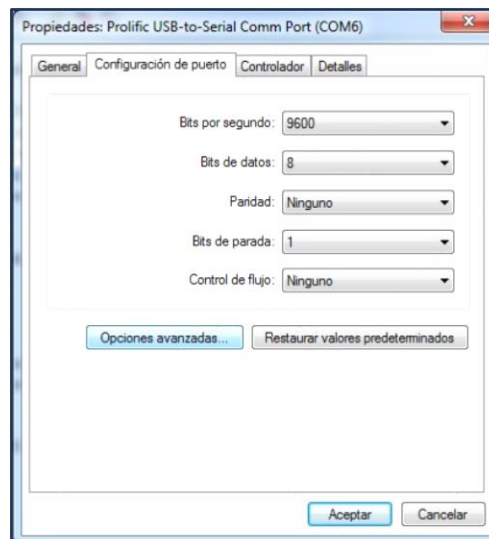 Propiedades: Prolific USB-to-Serial Comm Port (COM6)
General Configuración de puerto Controlador Detalles
Bits por segundo: 9600
Bits de datos: 8
Paridad: Ninguno
Bits de parada: 1
Control de flujo: Ninguno
Opciones avanzadas... Restaurar valores predeterminados
Aceptar Cancelar